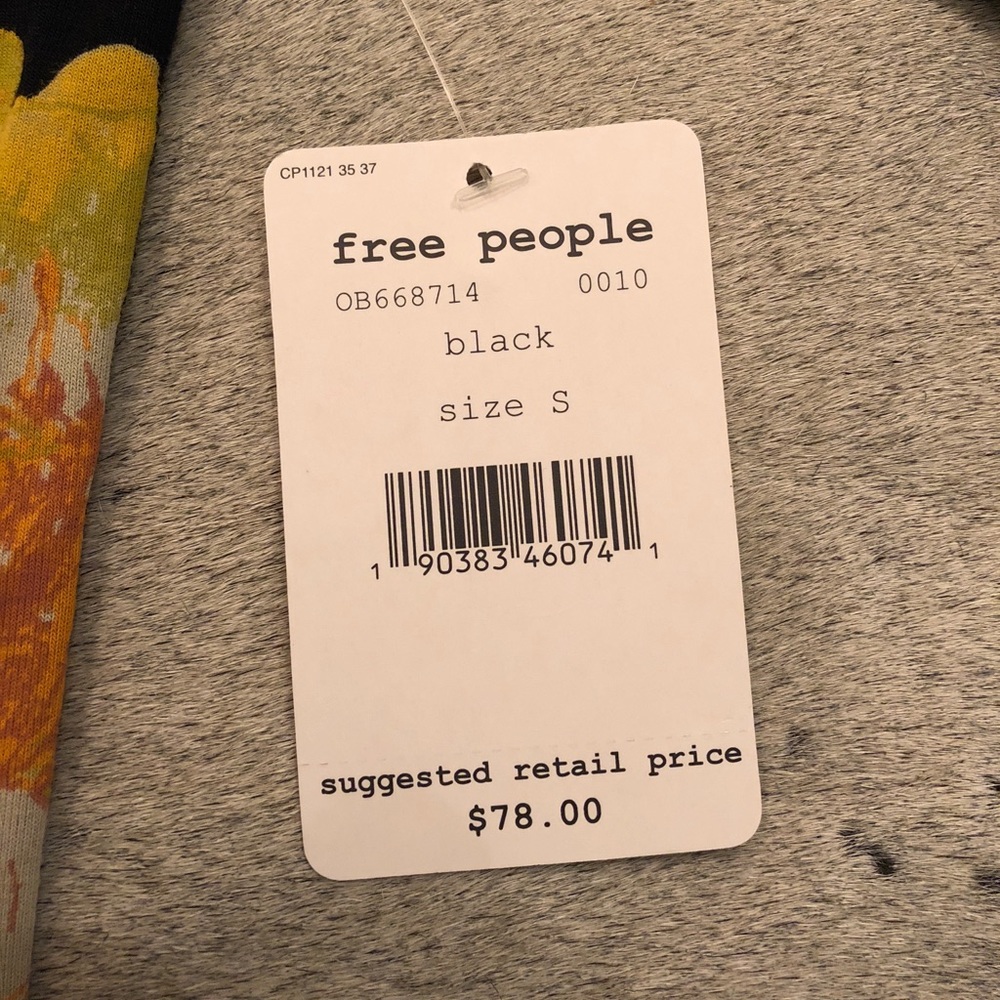 CP1121 35 37
free people
OB668714 0010
black
size S
1 90383 46074 1
suggested retail price
$78.00